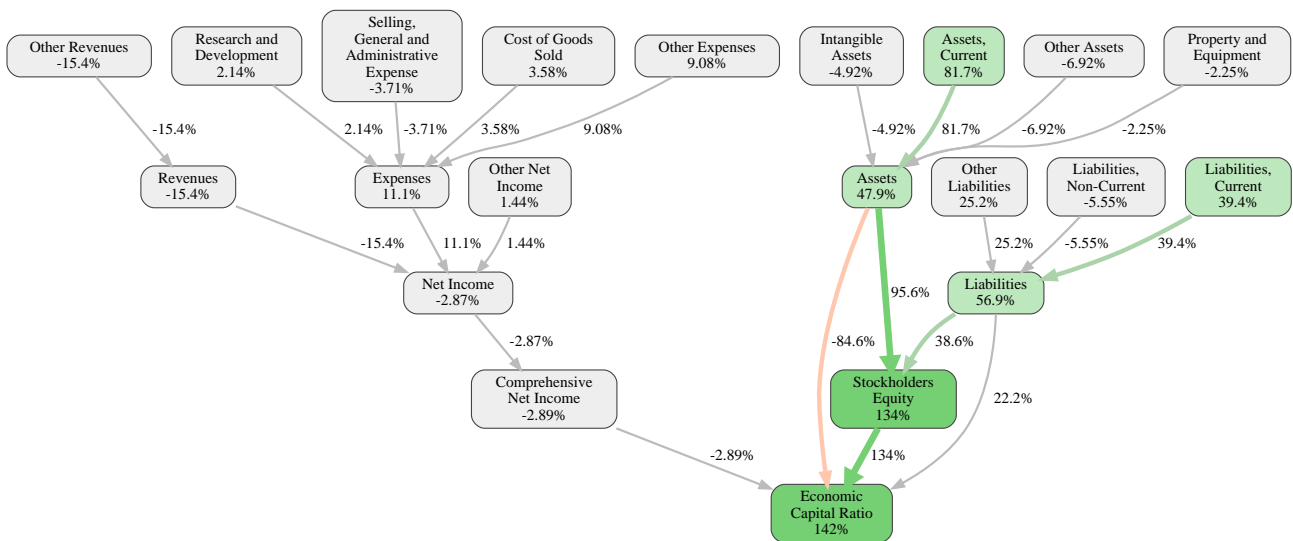 Other Revenues
-15.4%
Research and
Development
2.14%
Selling,
General and
Administrative
Expense
-3.71%
Cost of Goods
Sold
3.58%
Other Expenses
9.08%
Intangible
Assets
-4.92%
Assets,
Current
81.7%
Other Assets
-6.92%
Property and
Equipment
-2.25%
-15.4%
2.14%
-3.71%
3.58%
9.08%
-4.92%
81.7%
-6.92%
-2.25%
Revenues
-15.4%
Expenses
11.1%
Other Net
Income
1.44%
Assets
47.9%
Other
Liabilities
25.2%
Liabilities,
Non-Current
-5.55%
Liabilities,
Current
39.4%
-15.4%
11.1%
1.44%
25.2%
-5.55%
39.4%
Net Income
-2.87%
95.6%
Liabilities
56.9%
-2.87%
-84.6%
38.6%
Comprehensive
Net Income
-2.89%
Stockholders
Equity
134%
22.2%
-2.89%
134%
Economic
Capital Ratio
142%